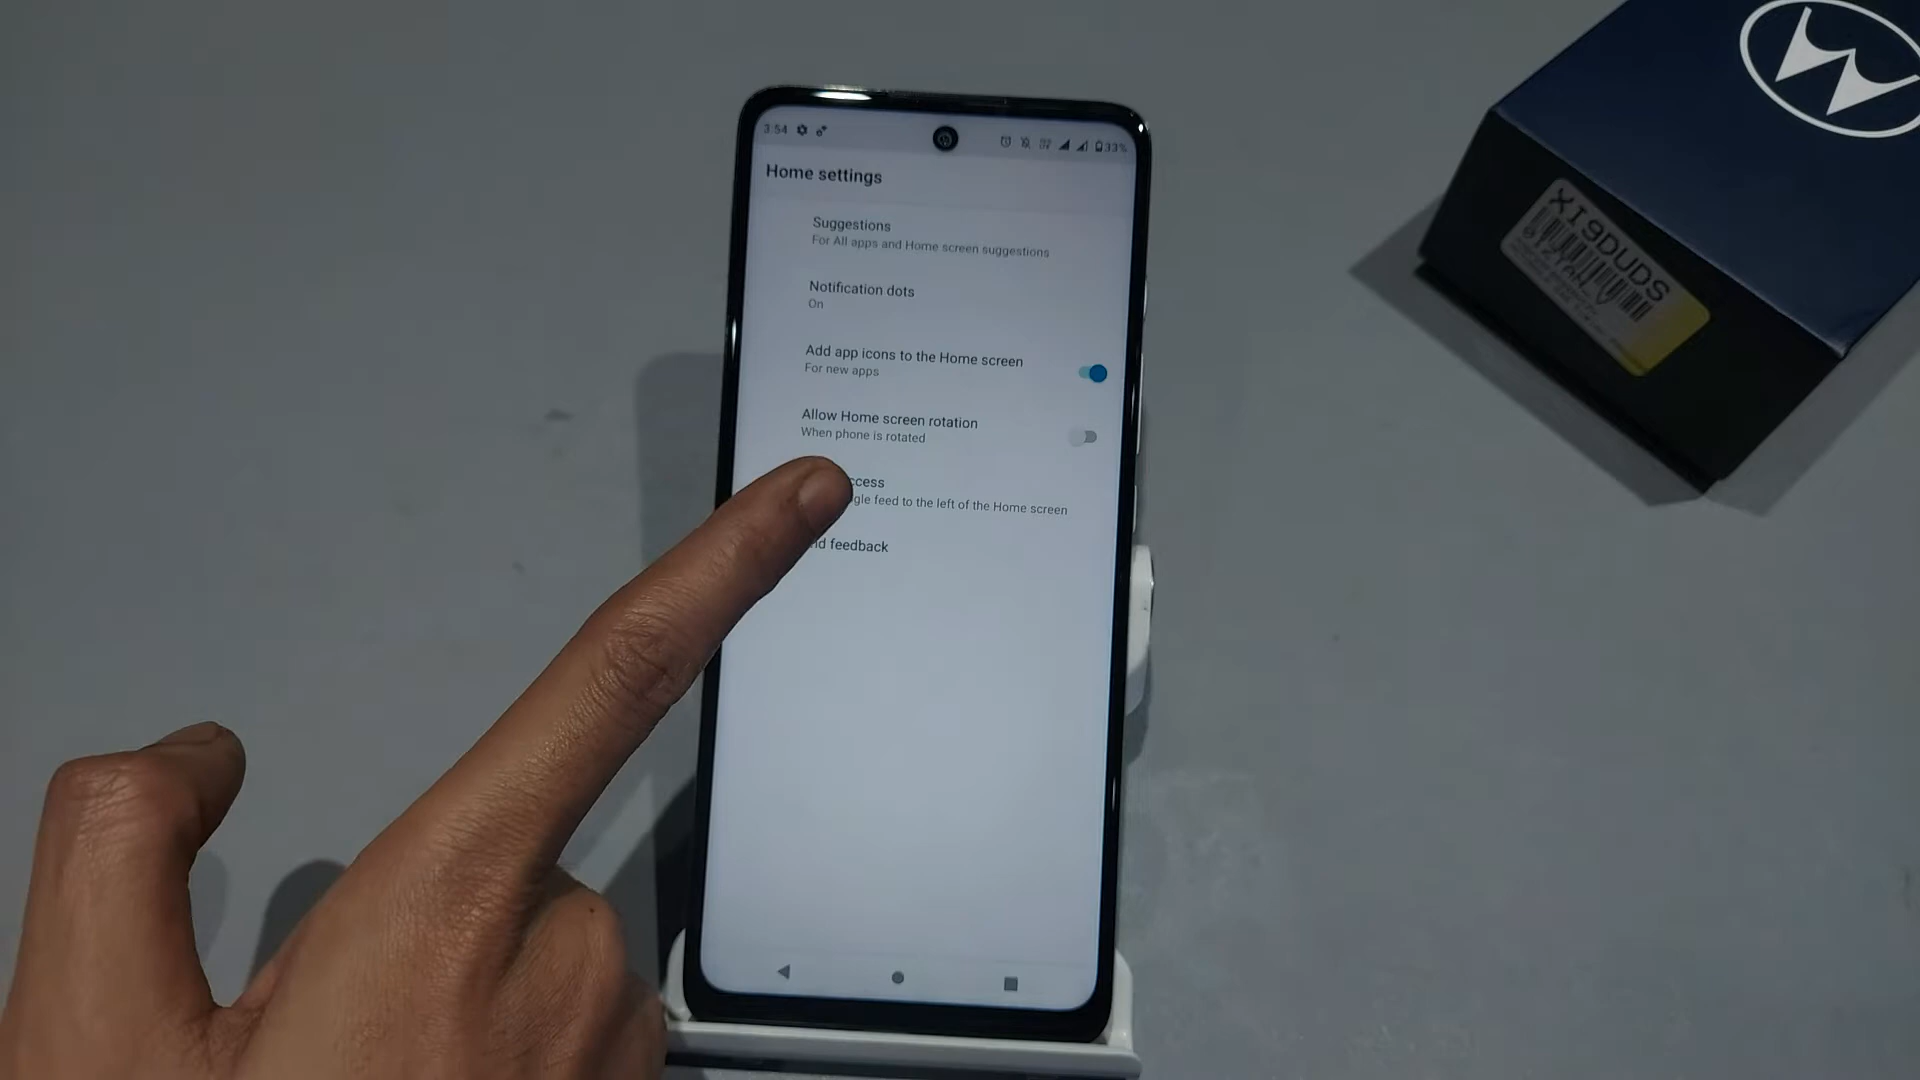 3:54
33%
Home settings
Suggestions
For All apps and Home screen suggestions
Notification dots
On
Add app icons to the Home screen
For new apps
Allow Home screen rotation
When phone is rotated
ccess
gle feed to the left of the Home screen
d feedback
XI9DUDS